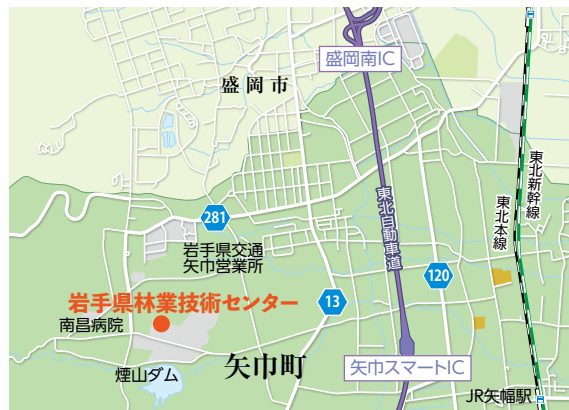 盛岡南IC
盛岡市
東北自動車道
東北新幹線
東北本線
281
岩手県交通
矢巾営業所
120
13
岩手県林業技術センター
南昌病院
矢巾町
矢巾スマートIC
煙山ダム
JR矢幅駅